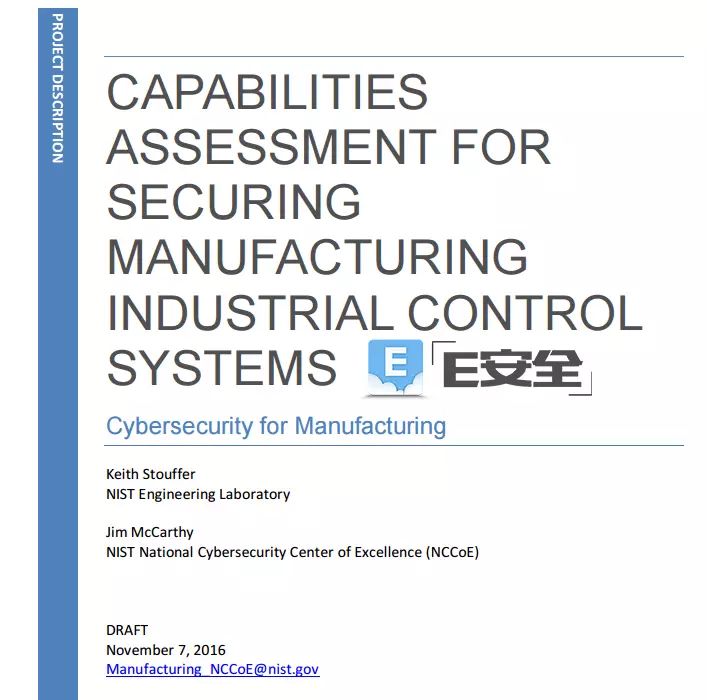 PROJECT DESCRIPTION
CAPABILITIES
ASSESSMENT FOR
SECURING
MANUFACTURING
INDUSTRIAL CONTROL
SYSTEMS
E
E安全
Cybersecurity for Manufacturing
Keith Stouffer
NIST Engineering Laboratory
Jim McCarthy
NIST National Cybersecurity Center of Excellence (NCCoE)
DRAFT
November 7, 2016
Manufacturing_NCCoE@nist.gov